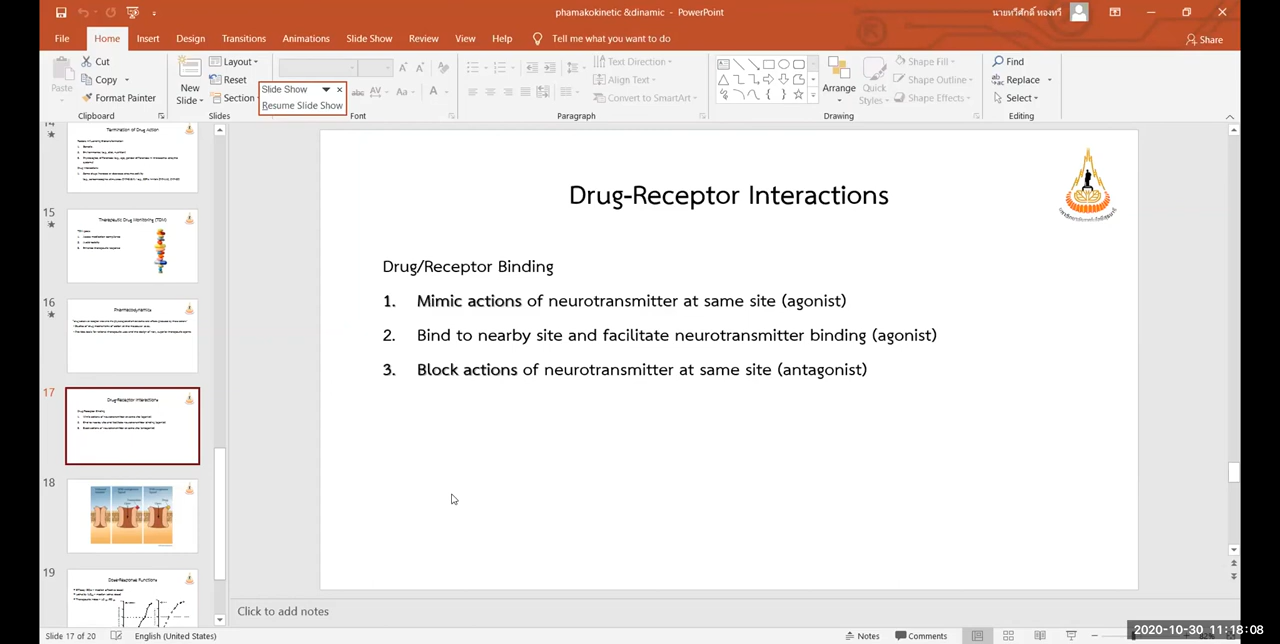 phamakokinetic &dinamic - PowerPoint
นายทวีศักดิ์ ทองทวี
File Home Insert Design Transitions Animations Slide Show Review View Help Tell me what you want to do
Share
Paste
Cut
Copy
Format Painter
Clipboard
New
Slide
Layout
Reset
Section
Slides
Slide Show
Resume Slide Show
Font
Text Direction
Align Text
Convert to SmartArt
Paragraph
Arrange
Quick
Styles
Shape Fill
Shape Outline
Shape Effects
Drawing
Find
Replace
Select
Editing
14
Termination of Drug Action
15
Therapeutic Drug Monitoring (TDM)
16
Pharmacodynamics
17
Drug-Receptor Interactions
18
19
Dose-Response Functions
Drug-Receptor Interactions
Drug/Receptor Binding
1. Mimic actions of neurotransmitter at same site (agonist)
2. Bind to nearby site and facilitate neurotransmitter binding (agonist)
3. Block actions of neurotransmitter at same site (antagonist)
Click to add notes
Slide 17 of 20
English (United States)
Notes
Comments
2020-10-30 11:18:08